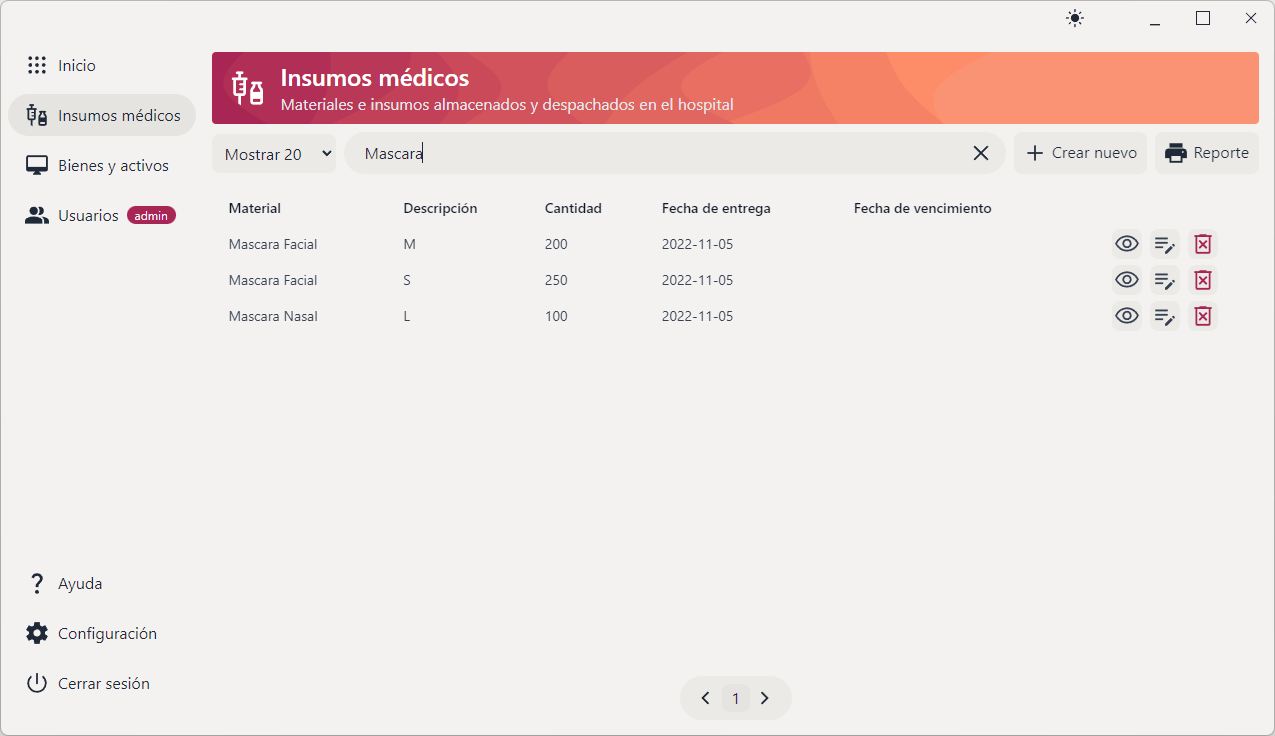 Inicio
Insumos médicos
Bienes y activos
Usuarios admin
Ayuda
Configuración
Cerrar sesión
Insumos médicos
Materiales e insumos almacenados y despachados en el hospital
Mostrar 20 Mascara Crear nuevo Reporte
Material Descripción Cantidad Fecha de entrega Fecha de vencimiento
Mascara Facial M 200 2022-11-05
Mascara Facial S 250 2022-11-05
Mascara Nasal L 100 2022-11-05
1